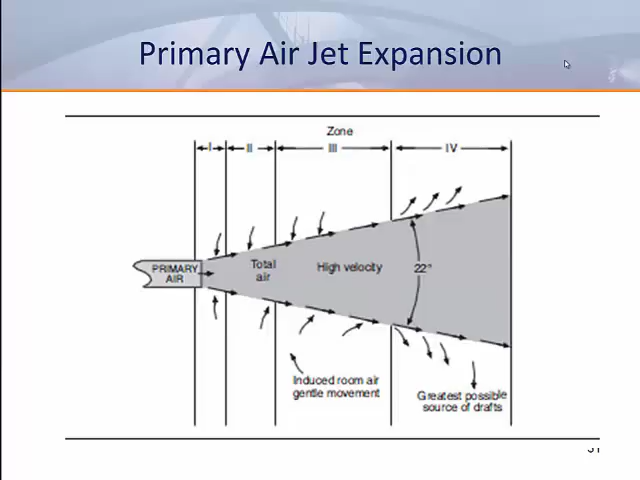 Primary Air Jet Expansion
Zone
I
II
III
IV
PRIMARY
AIR
Total
air
High velocity
22°
Induced room air
gentle movement
Greatest possible
source of drafts